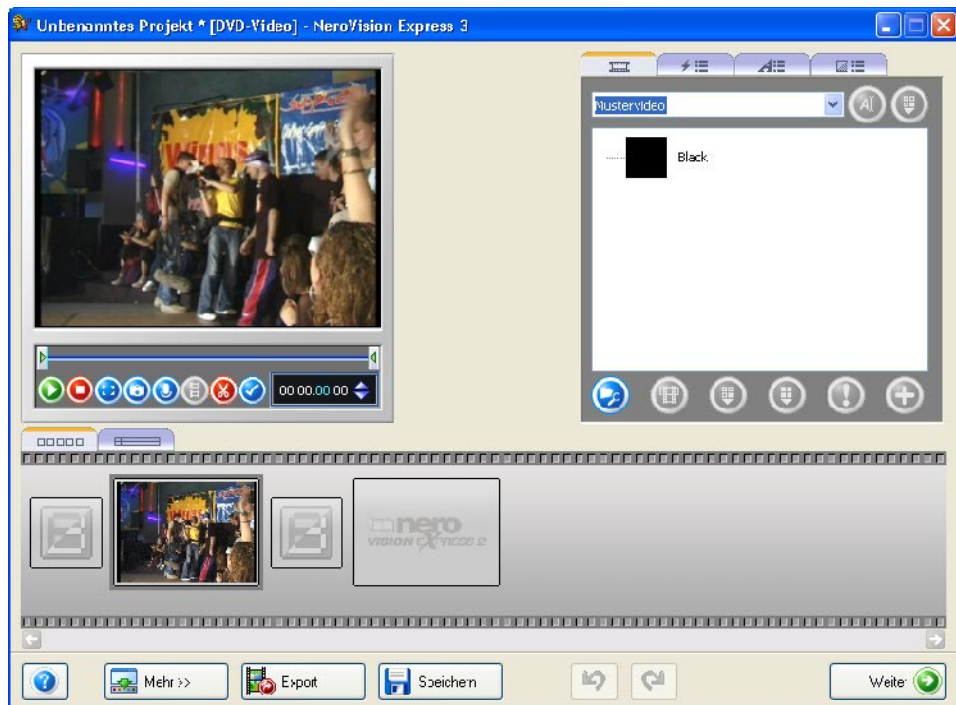 Unbenanntes Projekt * [DVD-Video] - NeroVision Express 3
Mustervideo
Black
00:00.00:00
nero
VISION EXPRESS 2
Mehr >>
Export
Speichern
Weiter